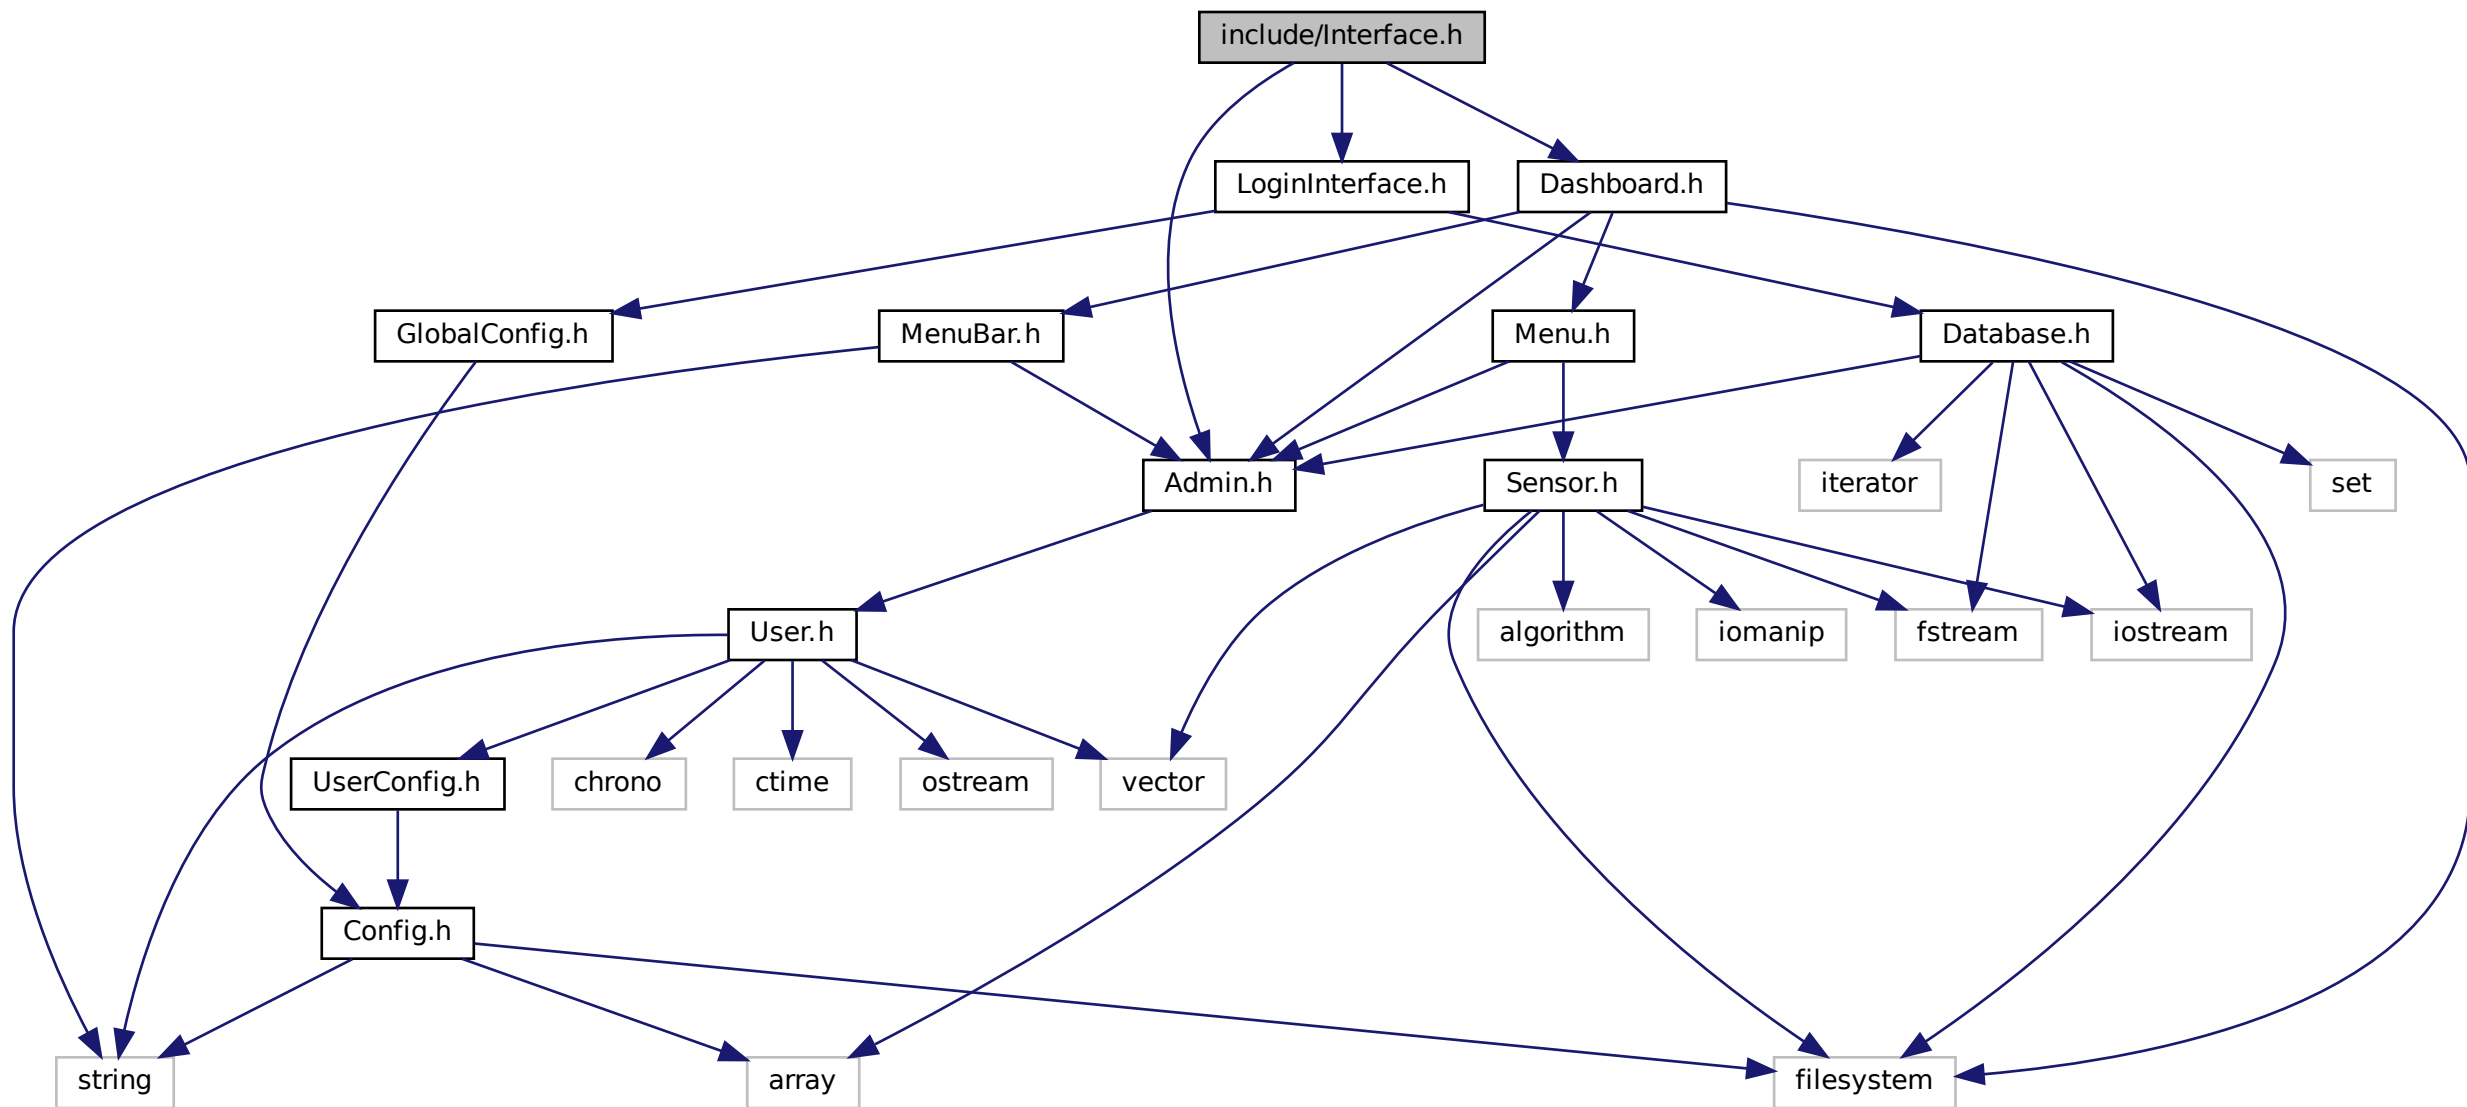 include/Interface.h
LoginInterface.h
Dashboard.h
GlobalConfig.h
MenuBar.h
Menu.h
Database.h
Admin.h
Sensor.h
iterator
set
User.h
algorithm
iomanip
fstream
iostream
UserConfig.h
chrono
ctime
ostream
vector
Config.h
string
array
filesystem